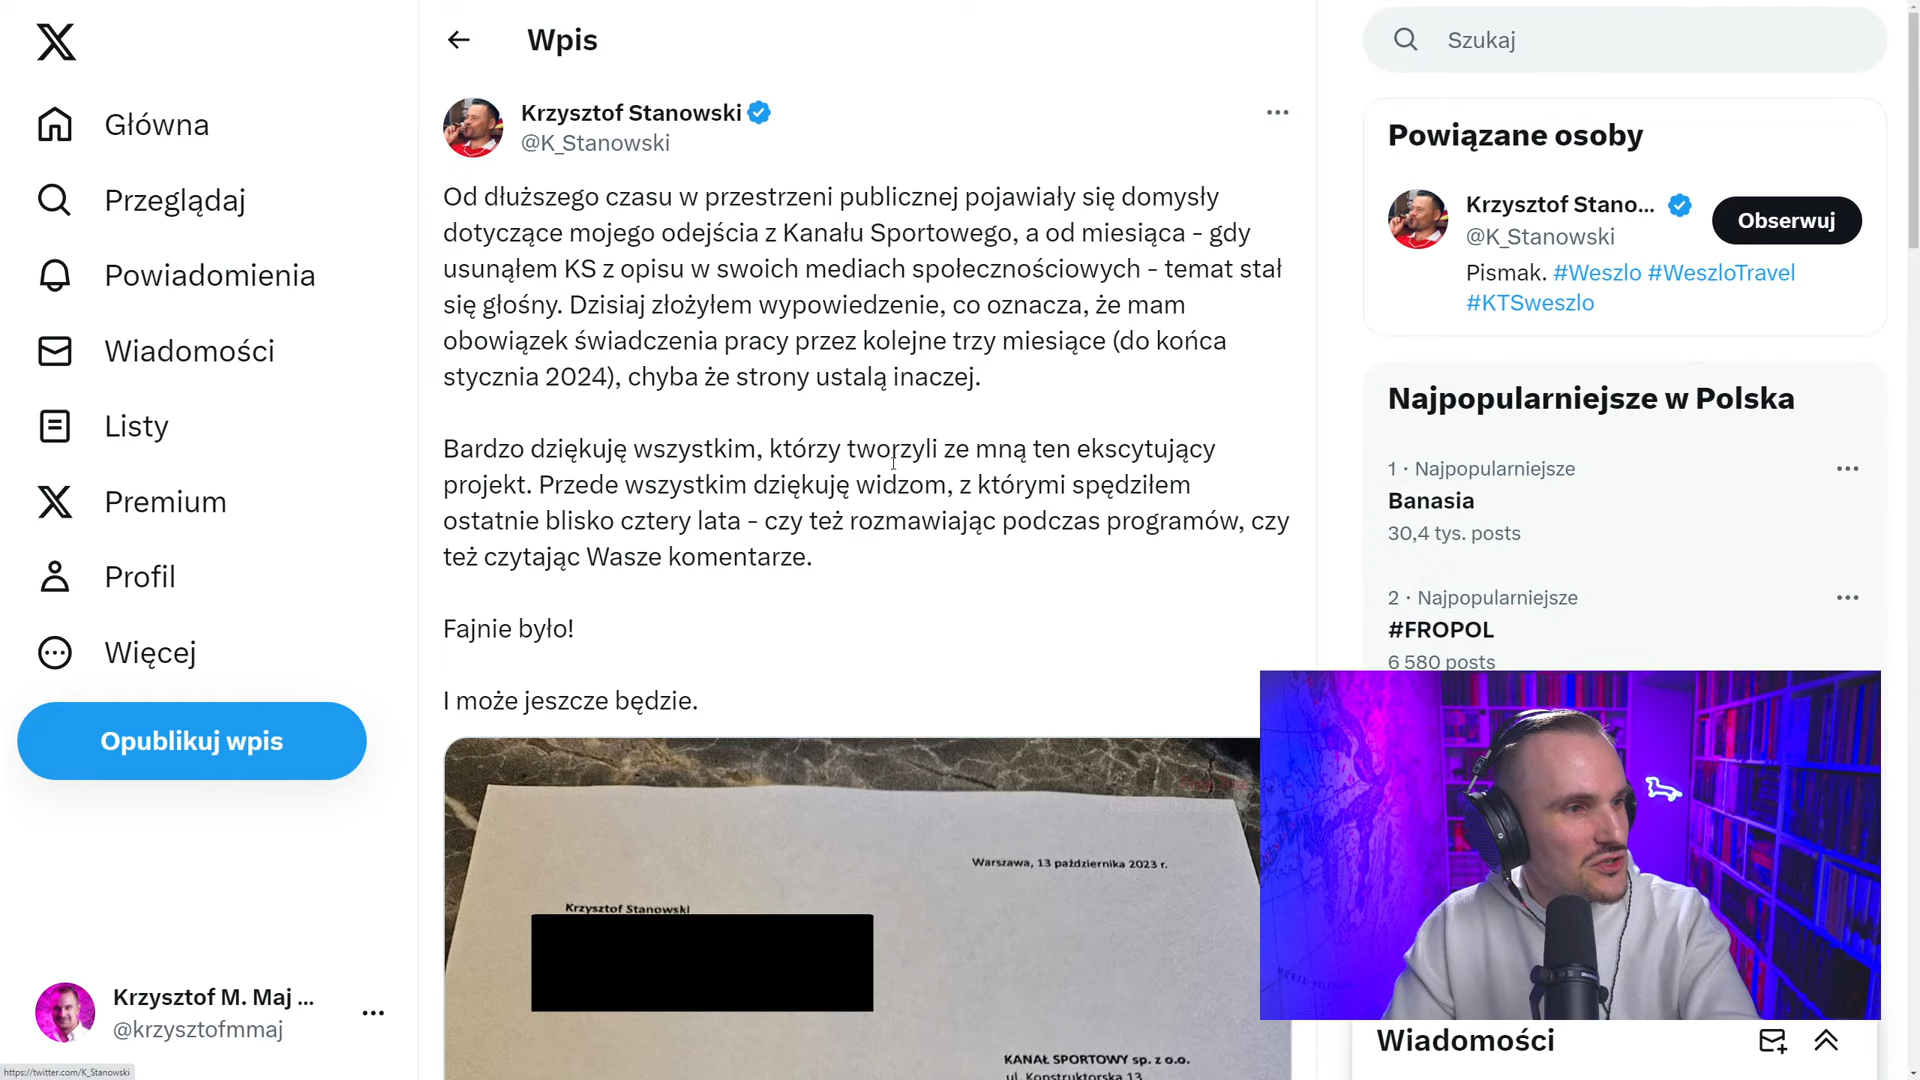 Główna
Przeglądaj
Powiadomienia
Wiadomości
Listy
Premium
Profil
Więcej
Opublikuj wpis
Krzysztof M. Maj ...
@krzysztofmmaj
https://twitter.com/K_Stanowski
Wpis
Krzysztof Stanowski
@K_Stanowski
Od dłuższego czasu w przestrzeni publicznej pojawiały się domysły
dotyczące mojego odejścia z Kanału Sportowego, a od miesiąca - gdy
usunąłem KS z opisu w swoich mediach społecznościowych - temat stał
się głośny. Dzisiaj złożyłem wypowiedzenie, co oznacza, że mam
obowiązek świadczenia pracy przez kolejne trzy miesiące (do końca
stycznia 2024), chyba że strony ustalą inaczej.
Bardzo dziękuję wszystkim, którzy tworzyli ze mną ten ekscytujący
projekt. Przede wszystkim dziękuję widzom, z którymi spędziłem
ostatnie blisko cztery lata - czy też rozmawiając podczas programów, czy
też czytając Wasze komentarze.
Fajnie było!
I może jeszcze będzie.
Warszawa, 13 października 2023 r.
Krzysztof Stanowski
KANAŁ SPORTOWY sp. z o.o.
ul. Konstruktorska 13
Szukaj
Powiązane osoby
Krzysztof Stano...
@K_Stanowski
Obserwuj
Pismak. #Weszlo #WeszloTravel
#KTSweszlo
Najpopularniejsze w Polska
1 · Najpopularniejsze
Banasia
30,4 tys. posts
2 · Najpopularniejsze
#FROPOL
6 580 posts
Wiadomości